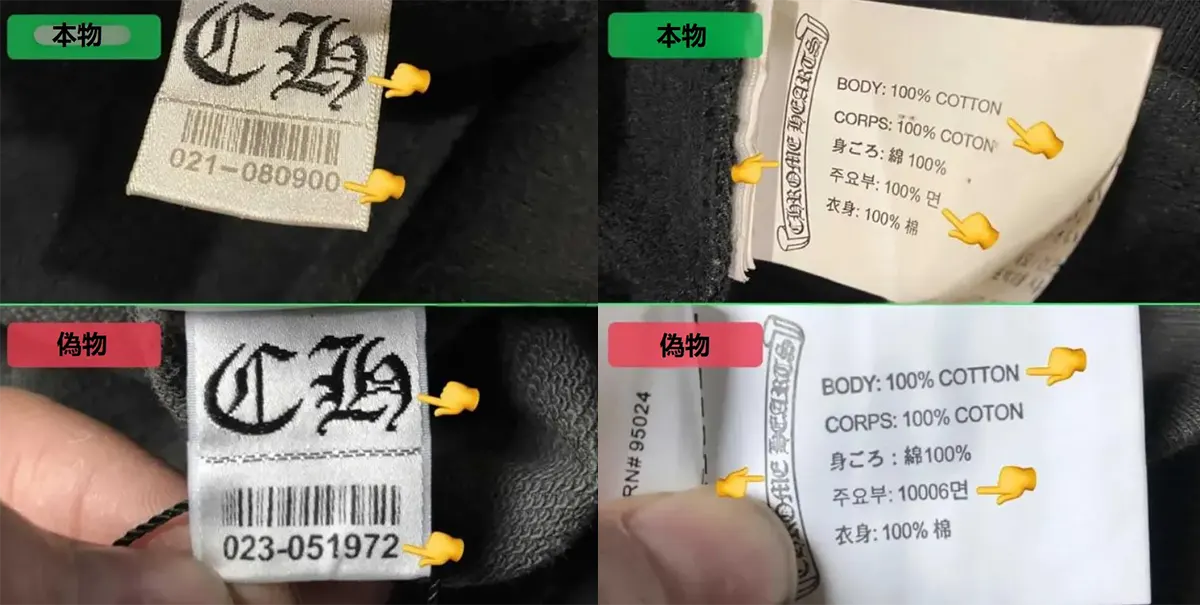 本物
CH
021-080900
本物
CHROME HEARTS
BODY: 100% COTTON
CORPS: 100% COTON
身ごろ: 綿 100%
주요부: 100% 면
衣身: 100% 棉
偽物
CH
023-051972
偽物
RN# 95024
CHROME HEARTS
BODY: 100% COTTON
CORPS: 100% COTON
身ごろ : 綿100%
주요부: 10006면
衣身: 100% 棉